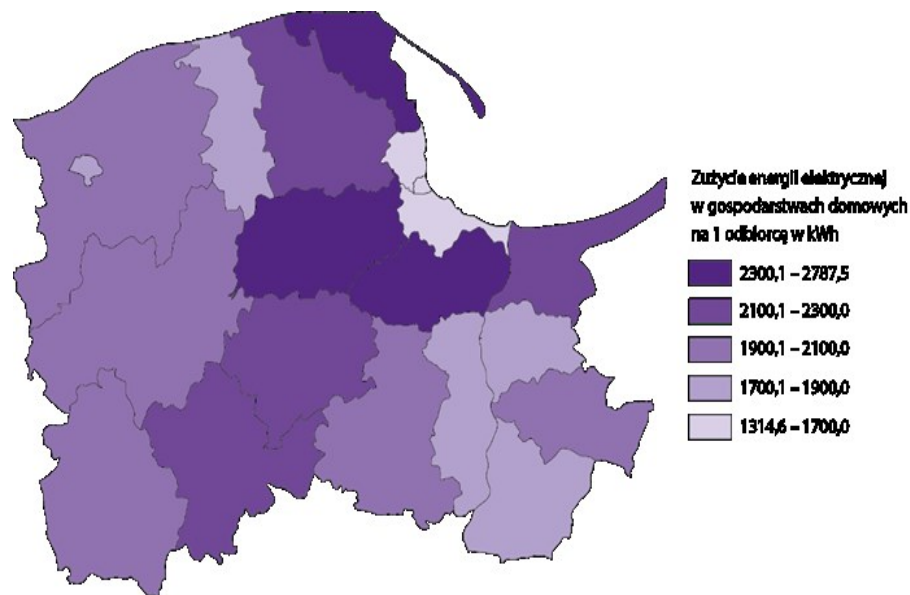 Zużycie energii elektrycznej
w gospodarstwach domowych
na 1 odbiorcę w kWh
2300,1 – 2787,5
2100,1 – 2300,0
1900,1 – 2100,0
1700,1 – 1900,0
1314,6 – 1700,0